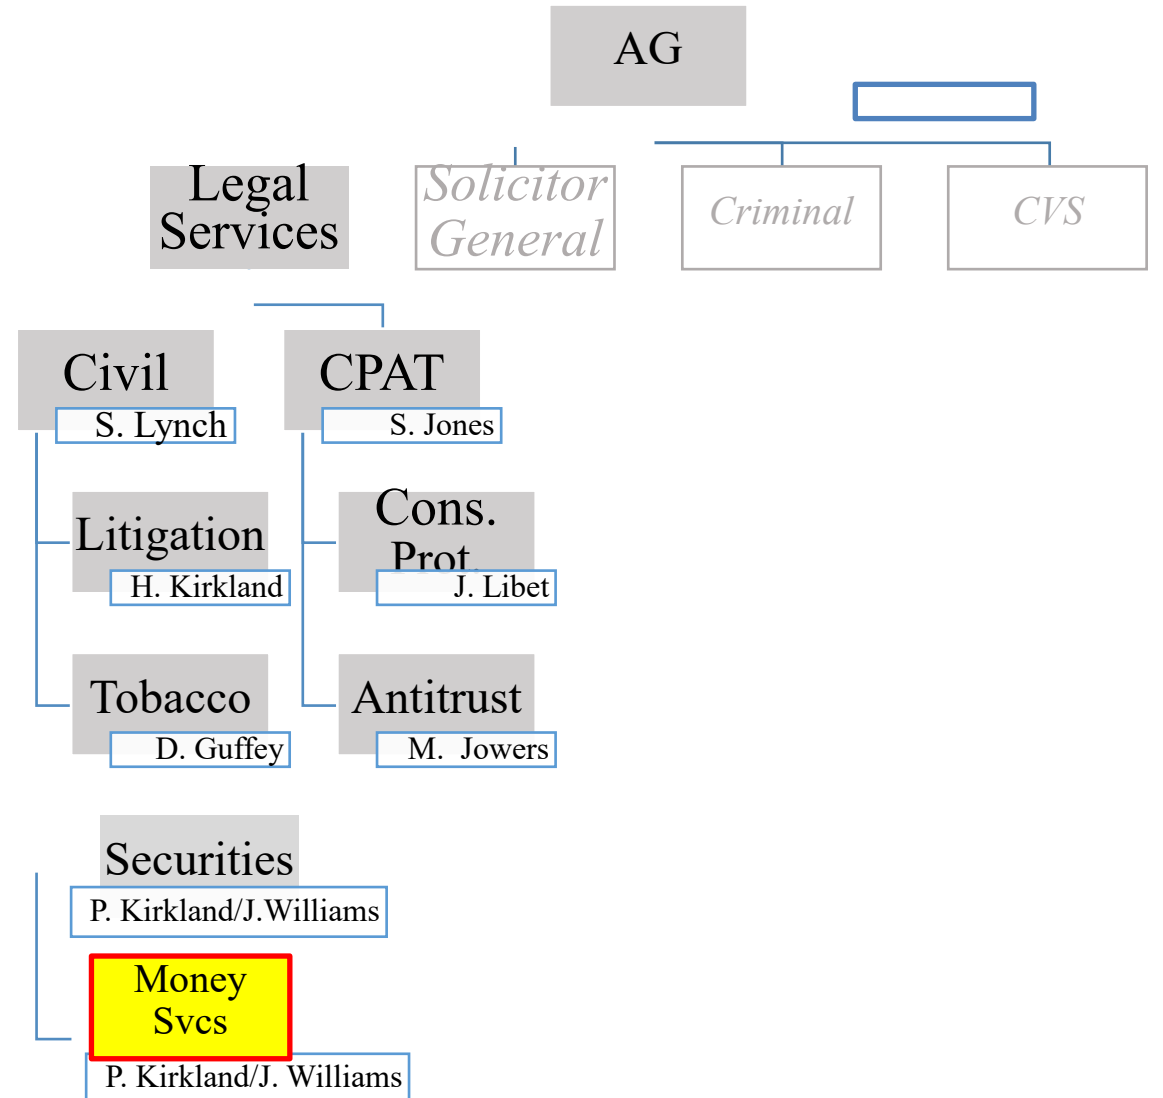 AG
Legal
Services
Solicitor
General
Criminal
CVS
Civil
S. Lynch
CPAT
S. Jones
Litigation
H. Kirkland
Cons.
Prot.
J. Libet
Tobacco
D. Guffey
Antitrust
M. Jowers
Securities
P. Kirkland/J.Williams
Money
Svcs
P. Kirkland/J. Williams